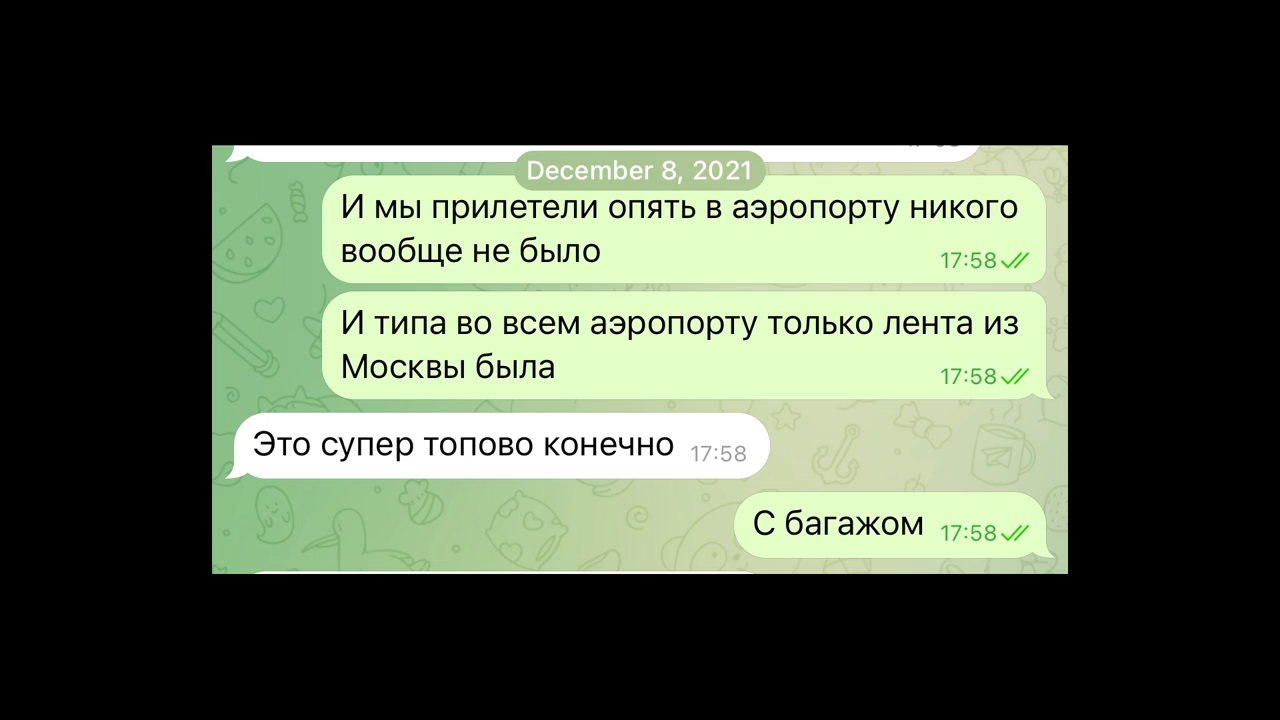 December 8, 2021
И мы прилетели опять в аэропорту никого
вообще не было
17:58
И типа во всем аэропорту только лента из
Москвы была
17:58
Это супер топово конечно 17:58
С багажом 17:58